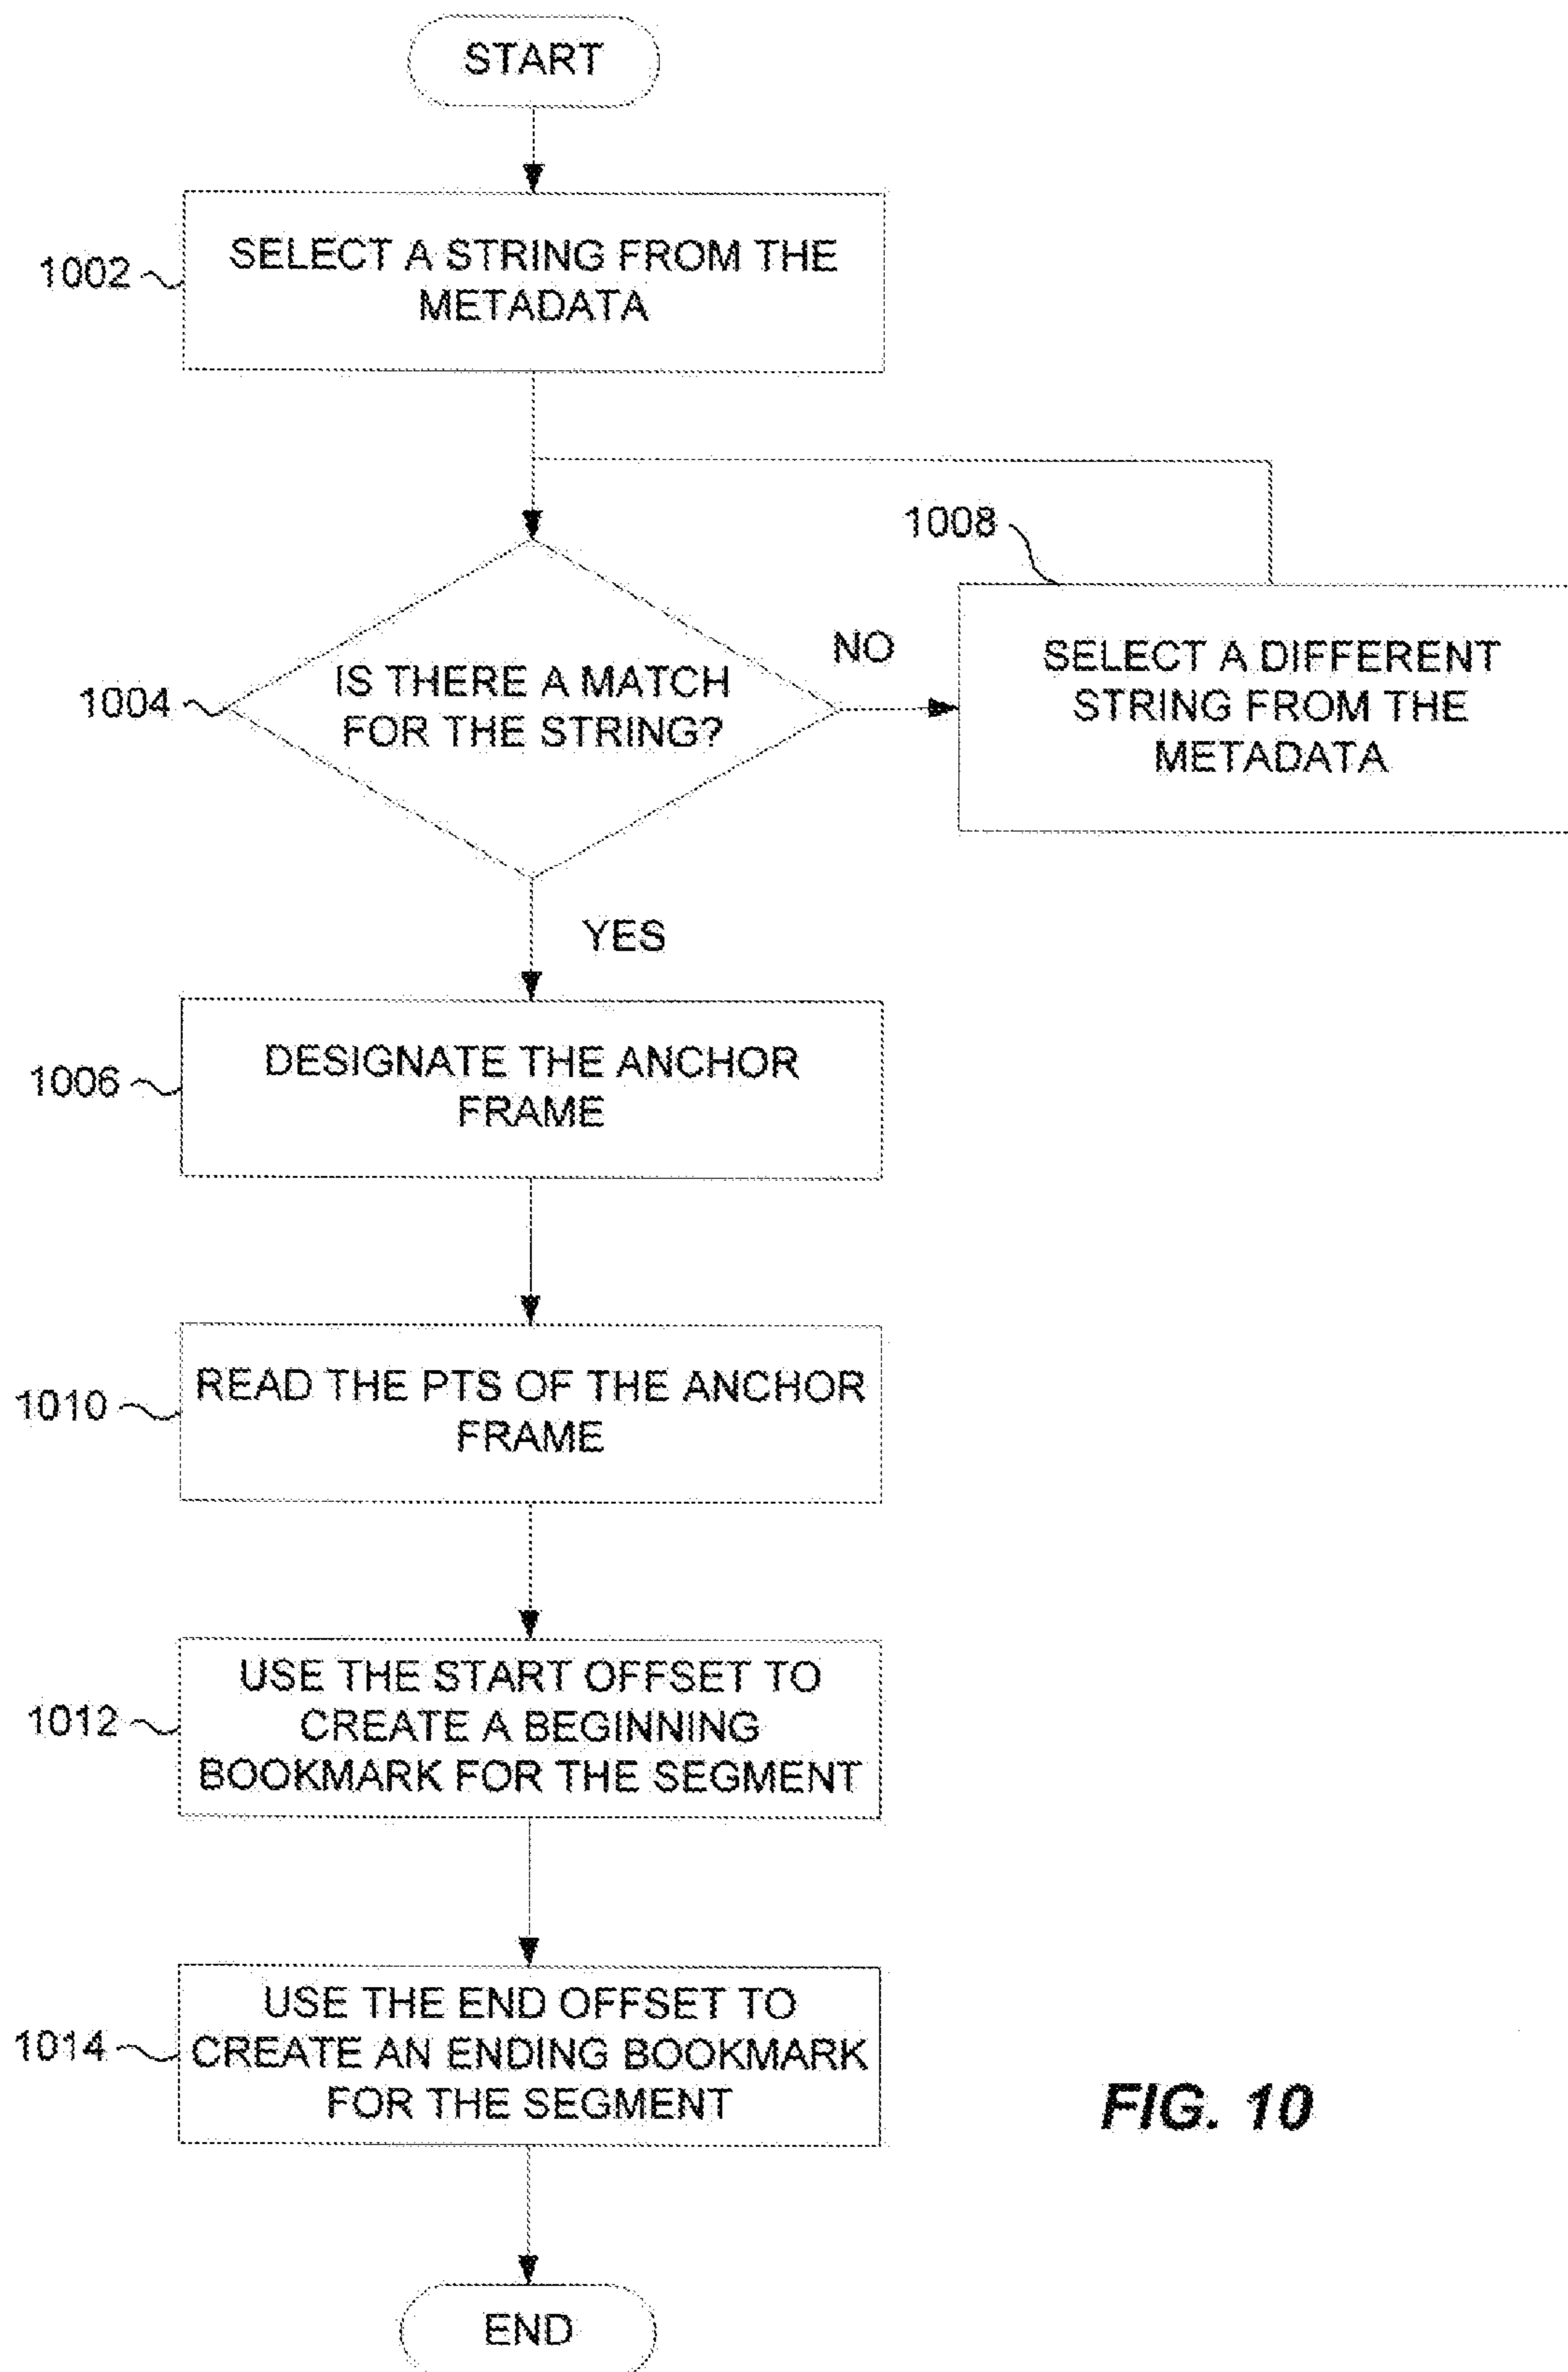 START
1002
SELECT A STRING FROM THE
METADATA
1004
IS THERE A MATCH
FOR THE STRING?
NO
1008
SELECT A DIFFERENT
STRING FROM THE
METADATA
YES
1006
DESIGNATE THE ANCHOR
FRAME
1010
READ THE PTS OF THE ANCHOR
FRAME
1012
USE THE START OFFSET TO
CREATE A BEGINNING
BOOKMARK FOR THE SEGMENT
1014
USE THE END OFFSET TO
CREATE AN ENDING BOOKMARK
FOR THE SEGMENT
END
FIG. 10